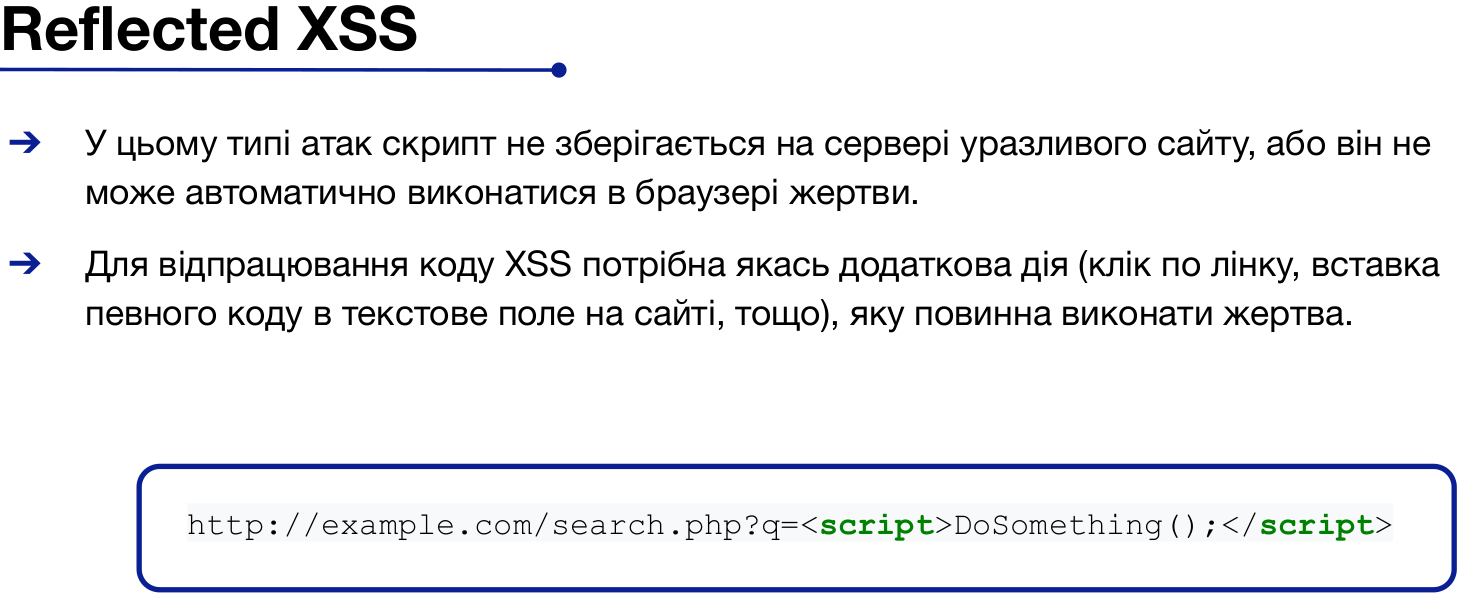 Reflected XSS
➔ У цьому типі атак скрипт не зберігається на сервері уразливого сайту, або він не
може автоматично виконатися в браузері жертви.
➔ Для відпрацювання коду XSS потрібна якась додаткова дія (клік по лінку, вставка
певного коду в текстове поле на сайті, тощо), яку повинна виконати жертва.
http://example.com/search.php?q=<script>DoSomething();</script>